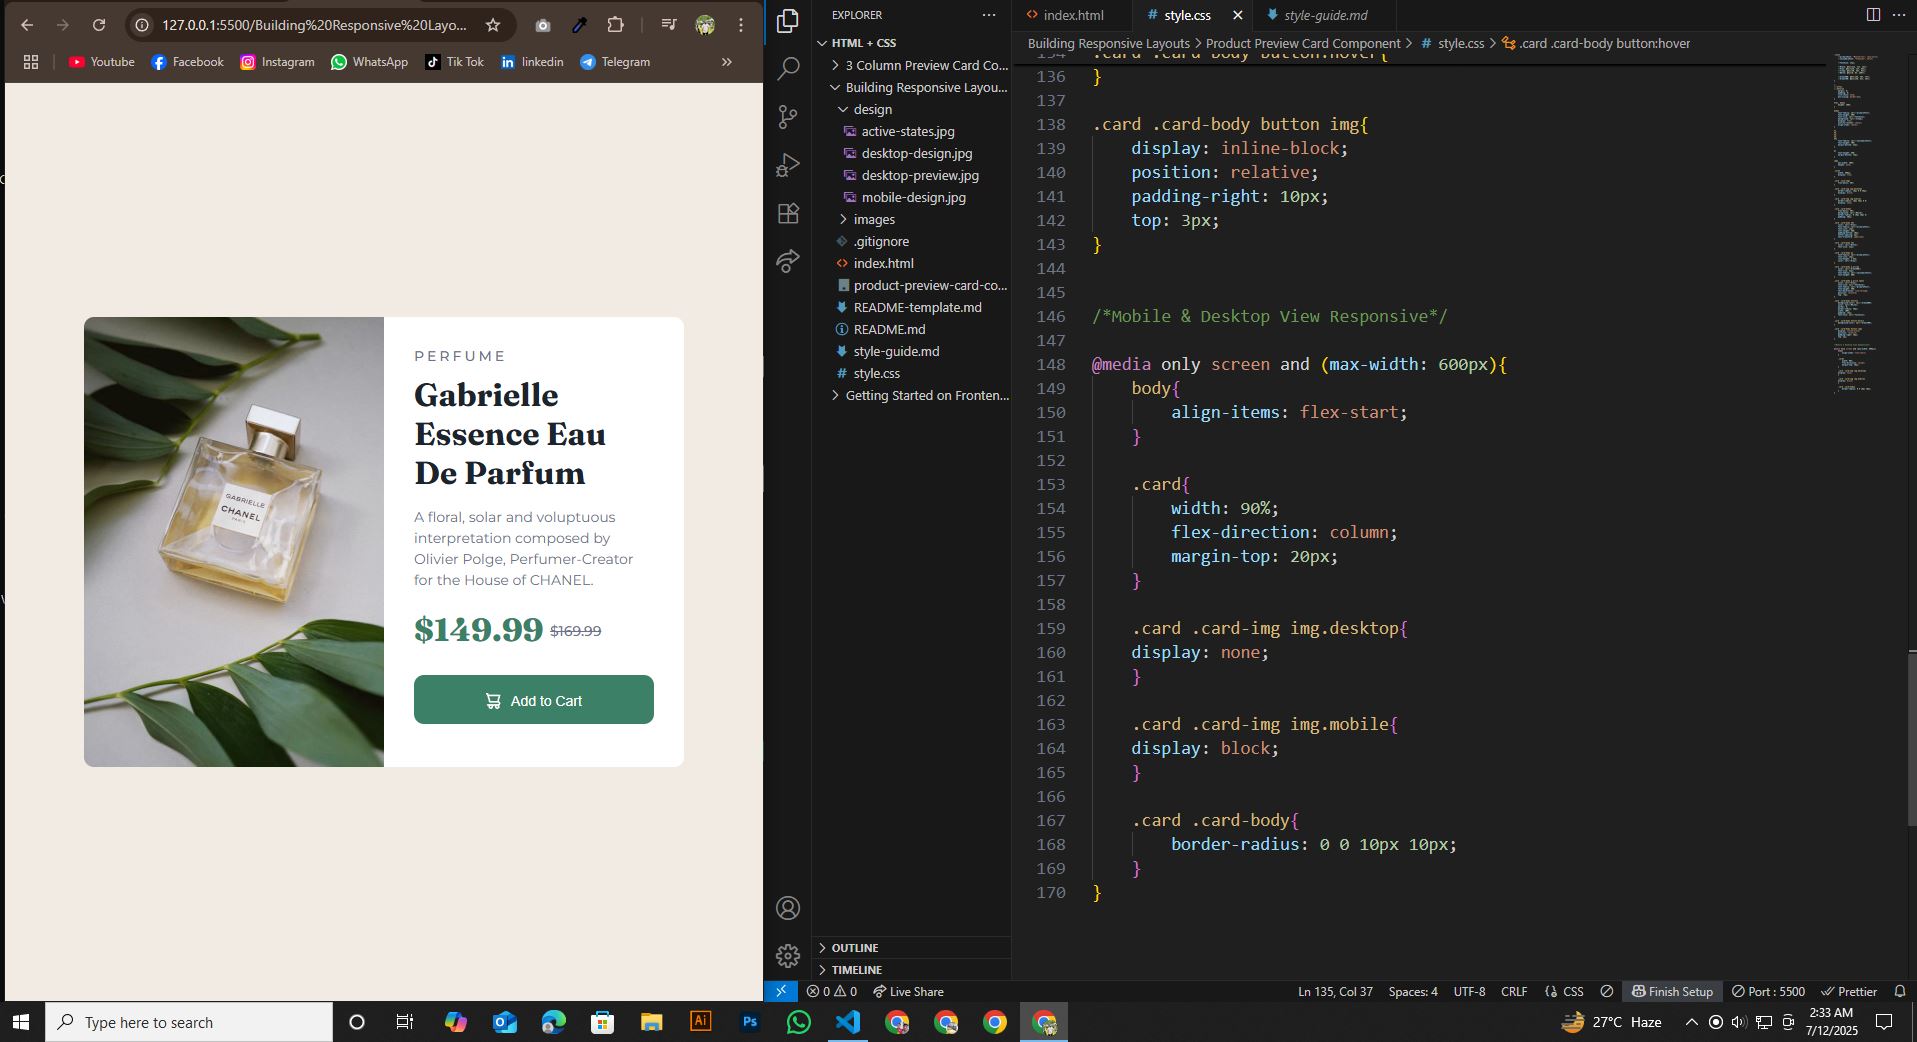 127.0.0.1:5500/Building%20Responsive%20Layo...
Youtube
Facebook
Instagram
WhatsApp
Tik Tok
linkedin
Telegram
»
PERFUME
Gabrielle
Essence Eau
De Parfum
A floral, solar and voluptuous
interpretation composed by
Olivier Polge, Perfumer-Creator
for the House of CHANEL.
$149.99 $169.99
Add to Cart
GABRIELLE
CHANEL
PARIS
EXPLORER
...
HTML + CSS
3 Column Preview Card Co...
Building Responsive Layou...
design
active-states.jpg
desktop-design.jpg
desktop-preview.jpg
mobile-design.jpg
images
.gitignore
index.html
product-preview-card-co...
README-template.md
README.md
style-guide.md
style.css
Getting Started on Fronten...
OUTLINE
TIMELINE
index.html
# style.css
style-guide.md
Building Responsive Layouts > Product Preview Card Component > # style.css > .card .card-body button:hover
134 .card .card-body button:hover{
136 }
137
138 .card .card-body button img{
139 display: inline-block;
140 position: relative;
141 padding-right: 10px;
142 top: 3px;
143 }
144
145
146 /*Mobile & Desktop View Responsive*/
147
148 @media only screen and (max-width: 600px){
149 body{
150 align-items: flex-start;
151 }
152
153 .card{
154 width: 90%;
155 flex-direction: column;
156 margin-top: 20px;
157 }
158
159 .card .card-img img.desktop{
160 display: none;
161 }
162
163 .card .card-img img.mobile{
164 display: block;
165 }
166
167 .card .card-body{
168 border-radius: 0 0 10px 10px;
169 }
170 }
0 0
Live Share
Ln 135, Col 37
Spaces: 4
UTF-8
CRLF
{} CSS
Finish Setup
Port : 5500
Prettier
Type here to search
Ai
Ps
27°C Haze
2:33 AM
7/12/2025